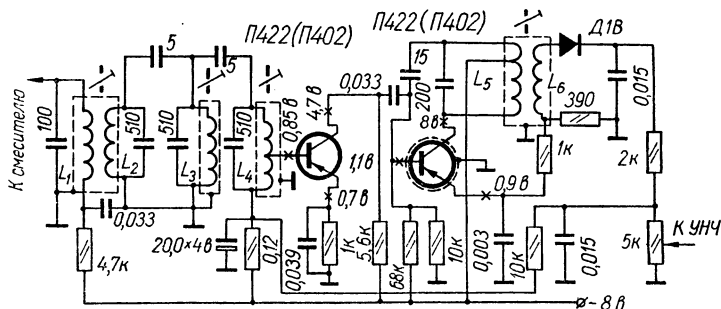 П422(П402)
П422(П402)
Д1В
5
5
15
200
L5
L6
0,015
390
0,033
4,7в
К смесителю
100
L1
510
L2
510
L3
510
L4
0,85в
1,1в
0,7в
8в
0,9в
1к
2к
0,033
4,7к
20,0×4в
0,12
0,039
1к
5,6к
68к
10к
0,003
10к
0,015
5к
К УНЧ
-8в